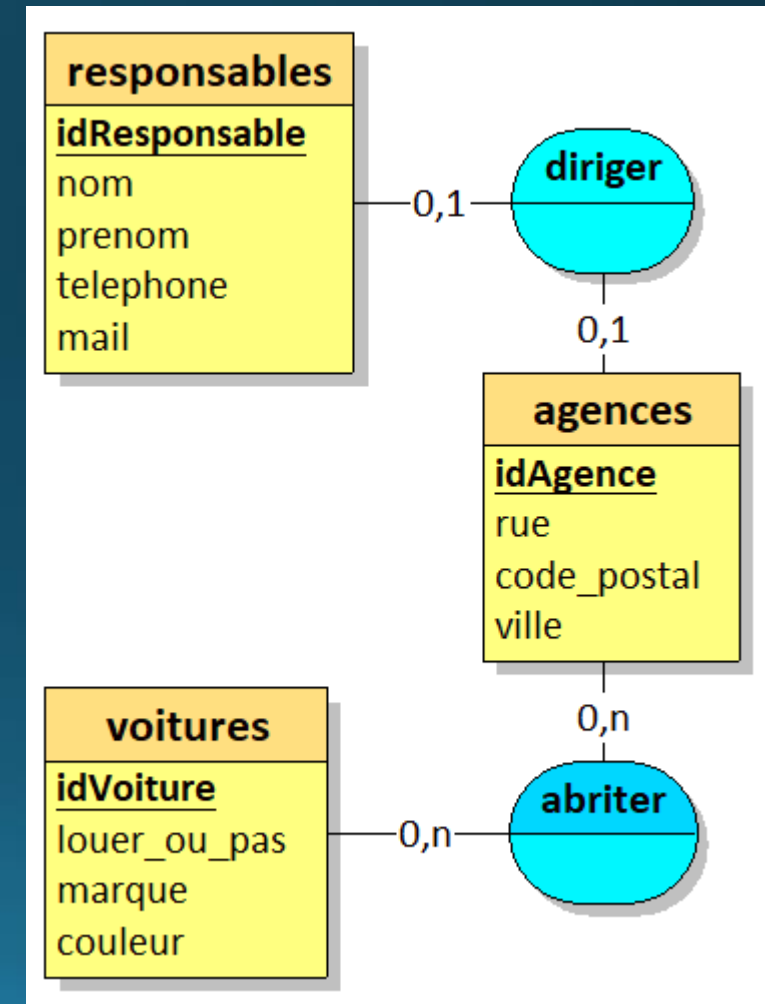 responsables
idResponsable
nom
prenom
telephone
mail
0,1
diriger
0,1
agences
idAgence
rue
code_postal
ville
0,n
abriter
0,n
voitures
idVoiture
louer_ou_pas
marque
couleur